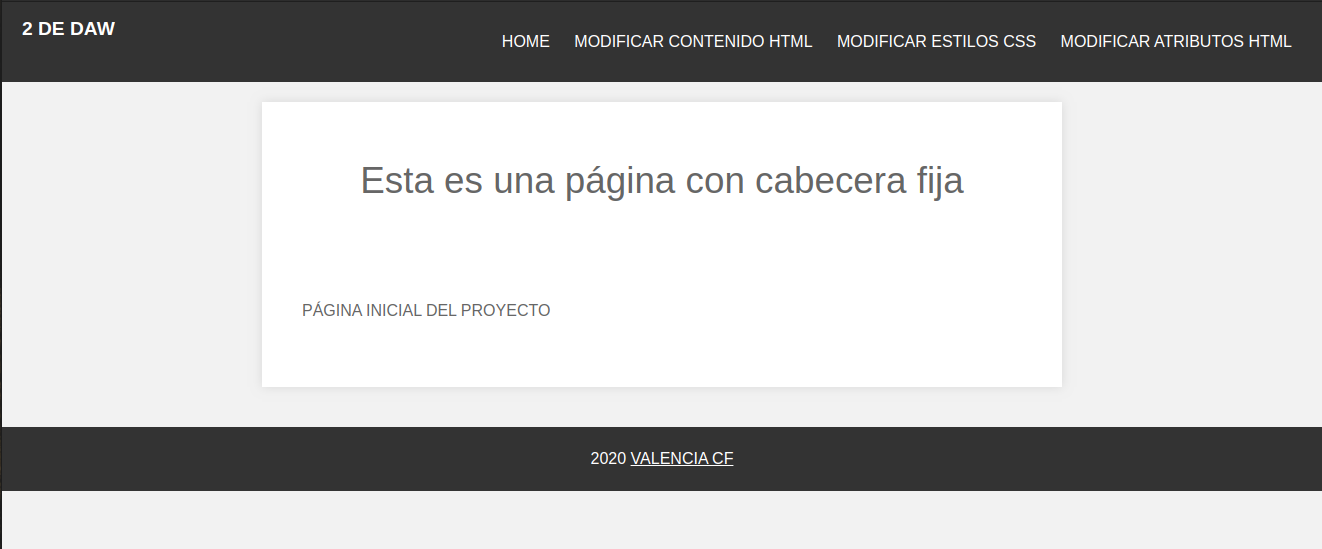 2 DE DAW
HOME MODIFICAR CONTENIDO HTML MODIFICAR ESTILOS CSS MODIFICAR ATRIBUTOS HTML
Esta es una página con cabecera fija
PÁGINA INICIAL DEL PROYECTO
2020 VALENCIA CF